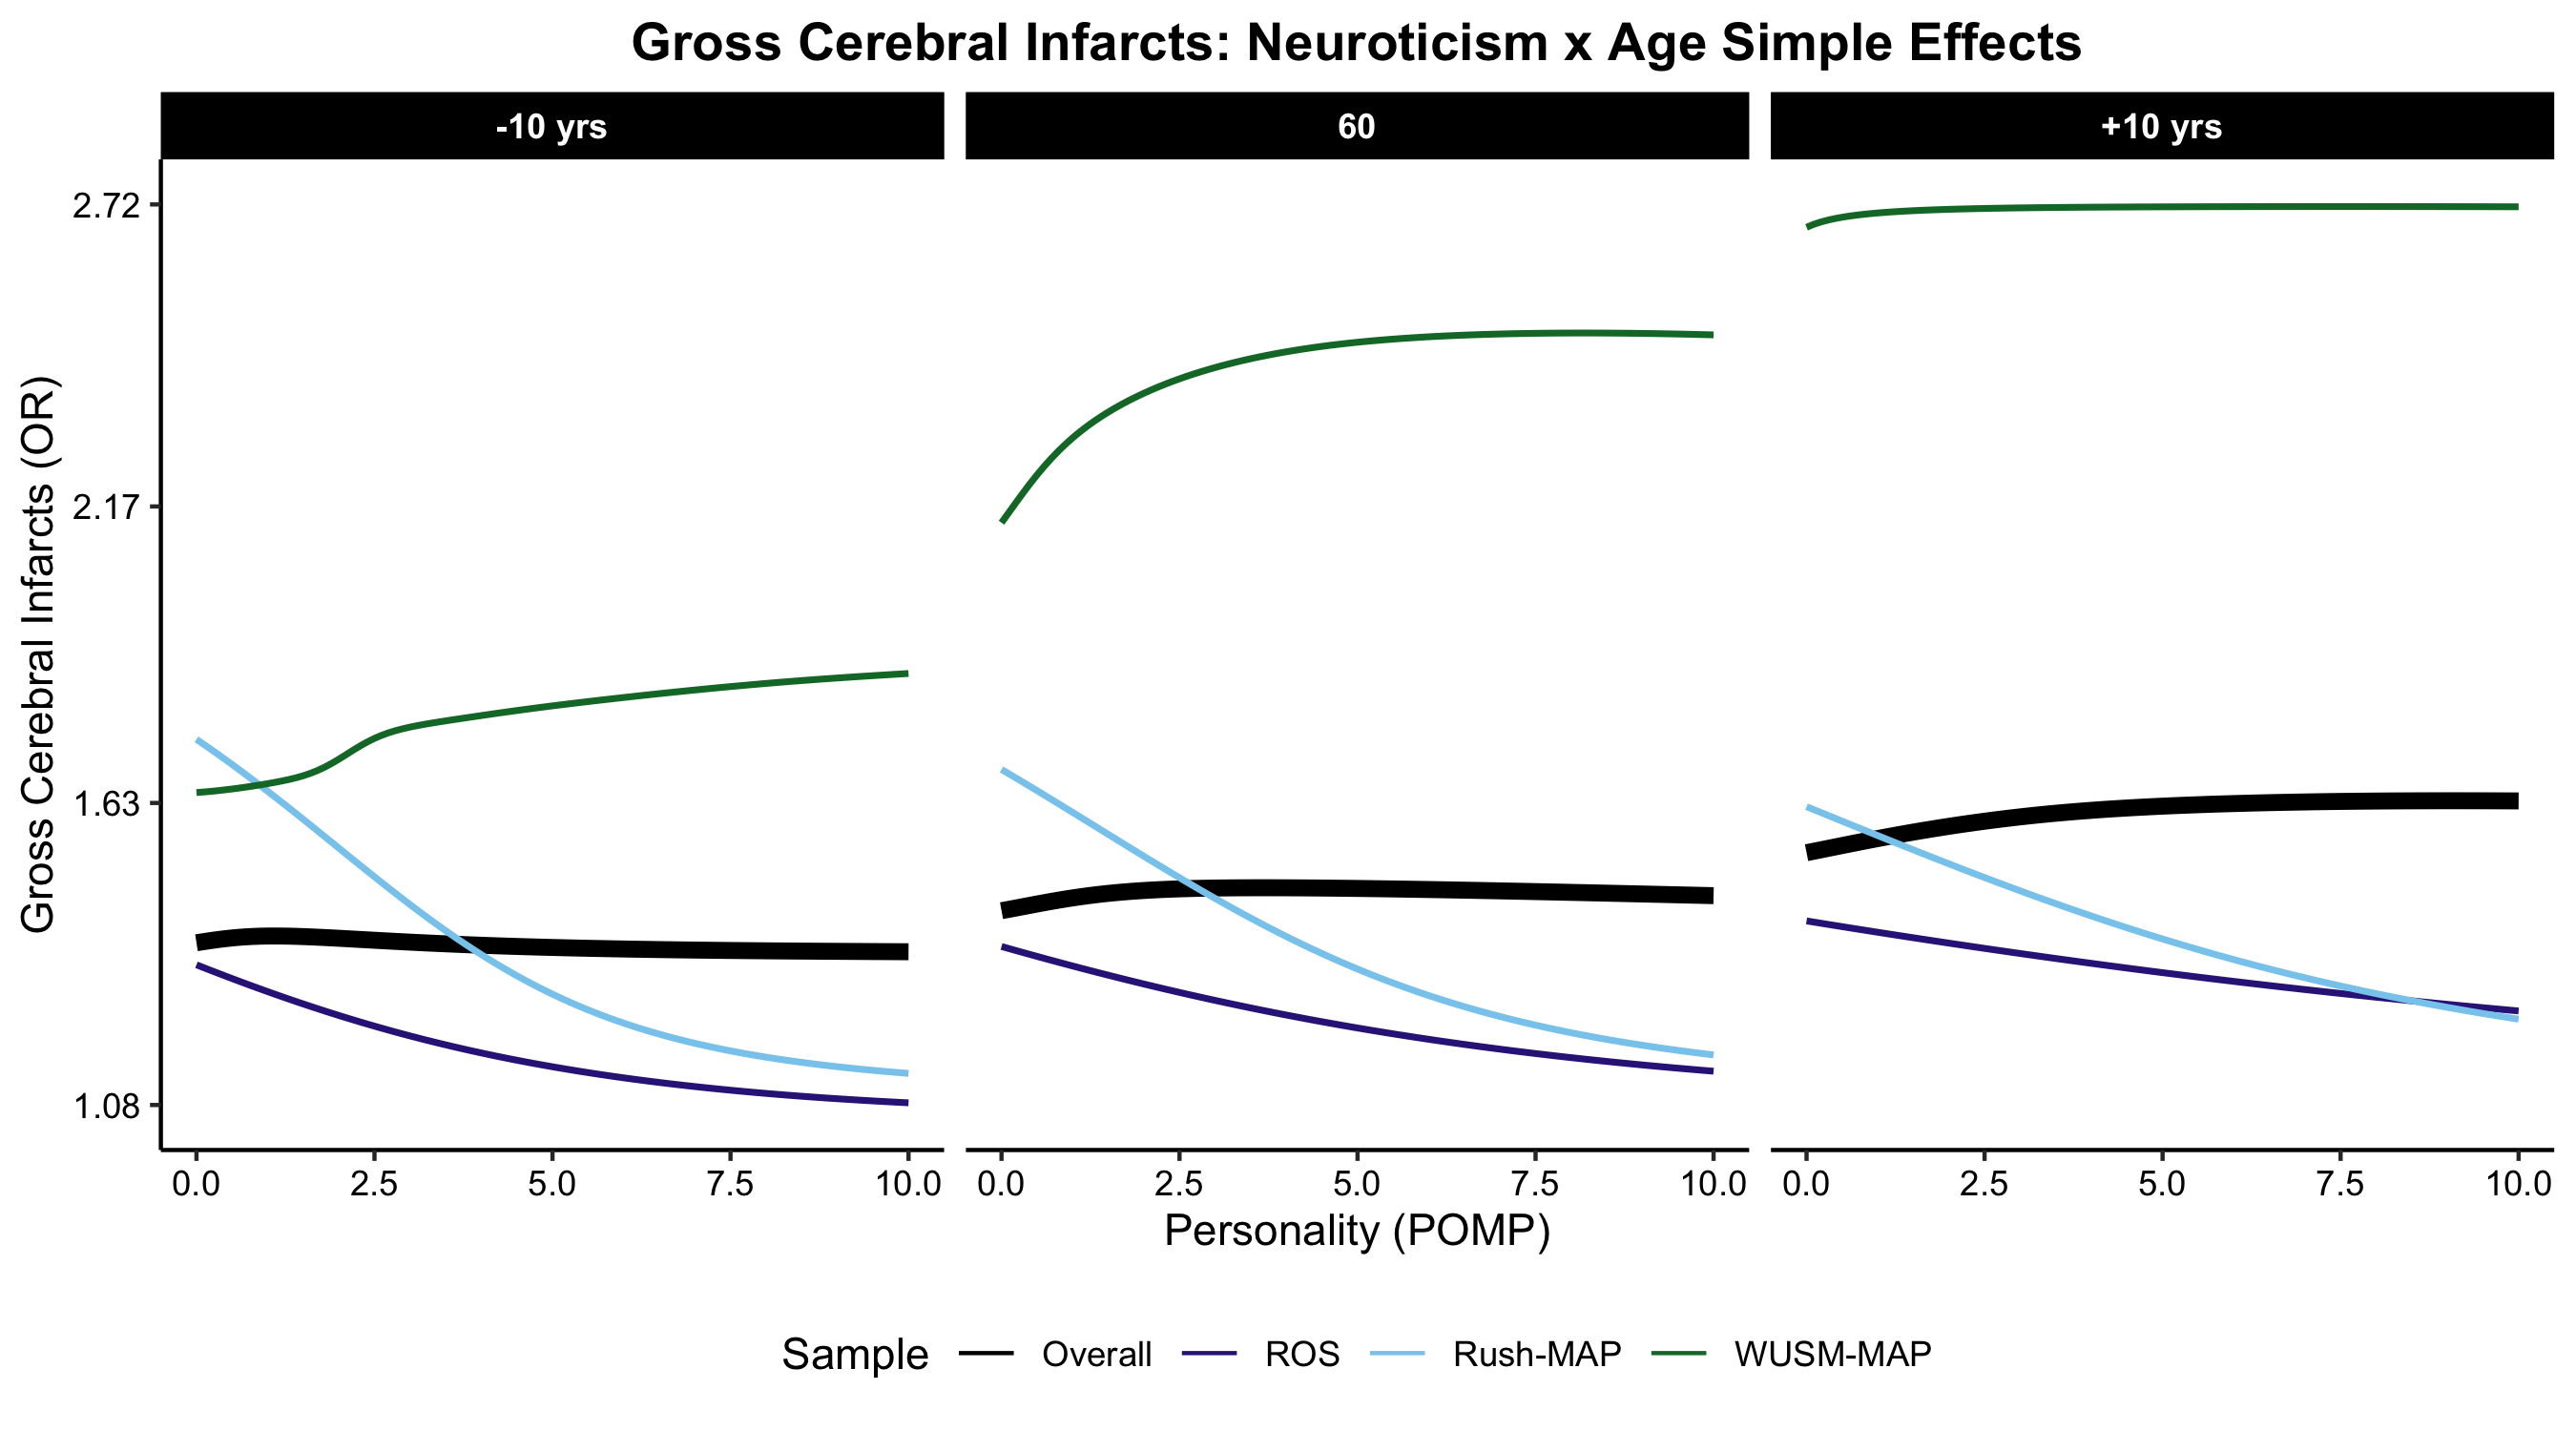 Gross Cerebral Infarcts: Neuroticism x Age Simple Effects
-10 yrs
60
+10 yrs
Gross Cerebral Infarcts (OR)
2.72
2.17
1.63
1.08
0.0 2.5 5.0 7.5 10.0
0.0 2.5 5.0 7.5 10.0
0.0 2.5 5.0 7.5 10.0
Personality (POMP)
Sample Overall ROS Rush-MAP WUSM-MAP